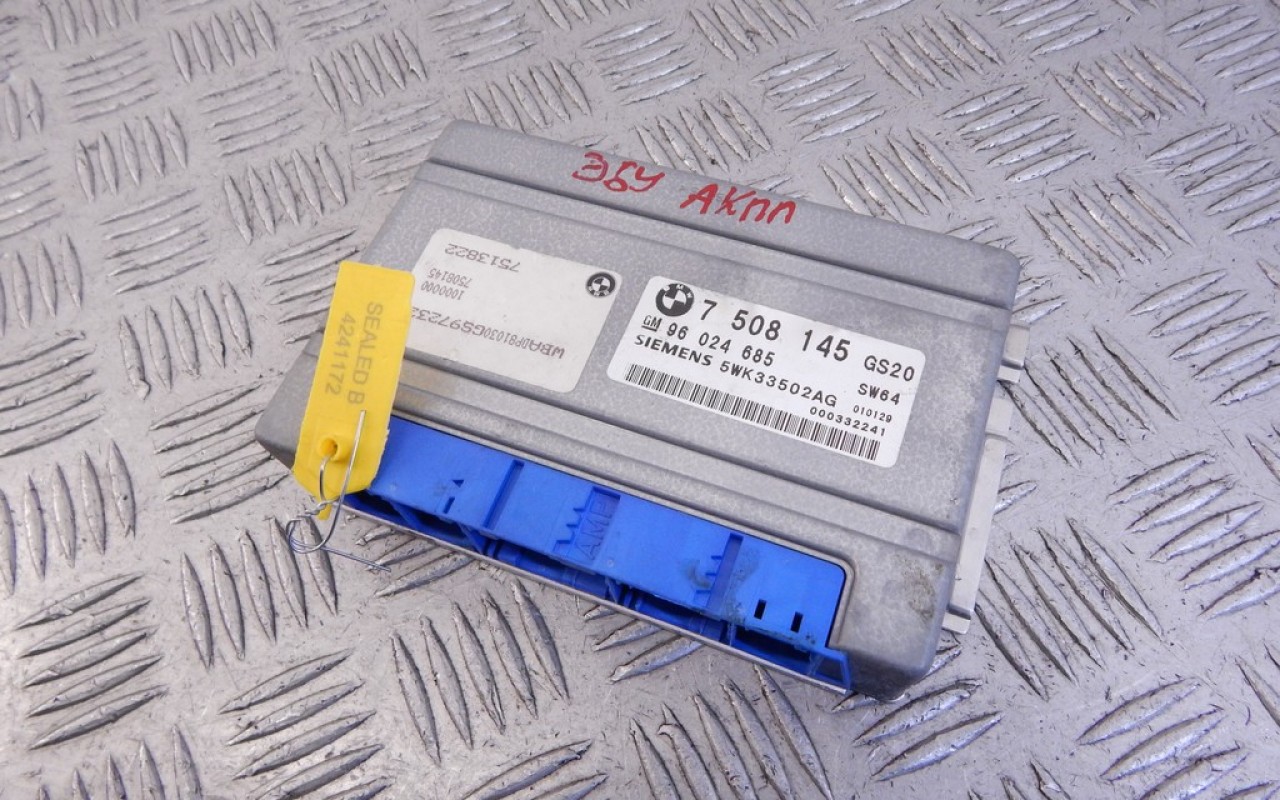 ЭБУ АКПП
7 508 145 GS20
GM 96 024 685 SW64
SIEMENS 5WK33502AG 010129
000332241
7513822
1000000
7508145
SEALED B
4241172
AMP